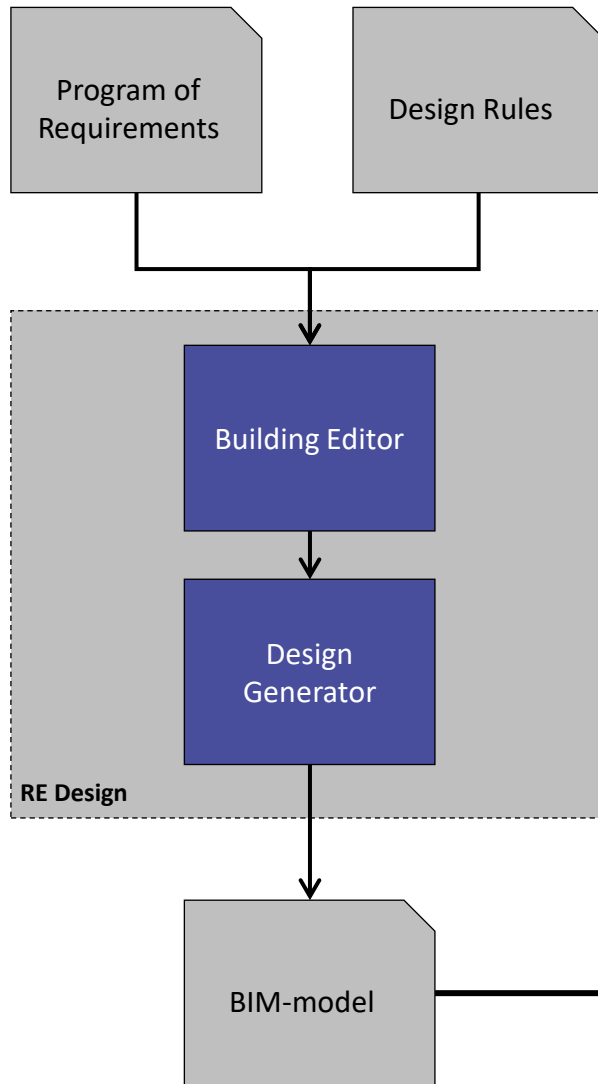 Program of
Requirements
Design Rules
Building Editor
Design
Generator
RE Design
BIM-model